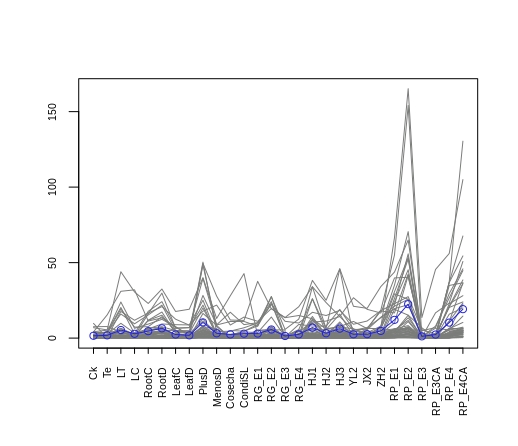 150
100
50
0
Ck
Te
LT
LC
RootC
RootD
LeafC
LeafD
PlusD
MenosD
Cosecha
CondiSL
RG_E1
RG_E2
RG_E3
RG_E4
HJ1
HJ2
HJ3
YL2
JX2
ZH2
RP_E1
RP_E2
RP_E3
RP_E3CA
RP_E4
RP_E4CA